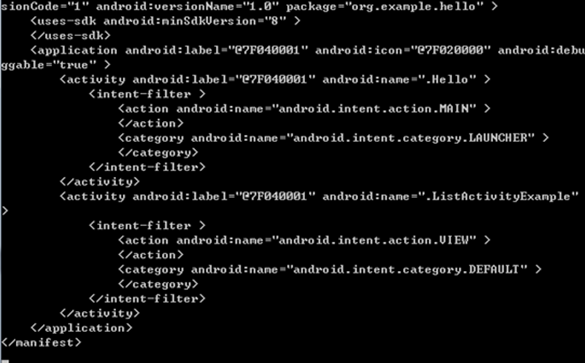 sionCode="1" android:versionName="1.0" package="org.example.hello" >
    <uses-sdk android:minSdkVersion="8" >
    </uses-sdk>
    <application android:label="@7F040001" android:icon="@7F020000" android:debu
ggable="true" >
        <activity android:label="@7F040001" android:name=".Hello" >
            <intent-filter >
                <action android:name="android.intent.action.MAIN" >
                </action>
                <category android:name="android.intent.category.LAUNCHER" >
                </category>
            </intent-filter>
        </activity>
        <activity android:label="@7F040001" android:name=".ListActivityExample"
>
            <intent-filter >
                <action android:name="android.intent.action.VIEW" >
                </action>
                <category android:name="android.intent.category.DEFAULT" >
                </category>
            </intent-filter>
        </activity>
    </application>
</manifest>